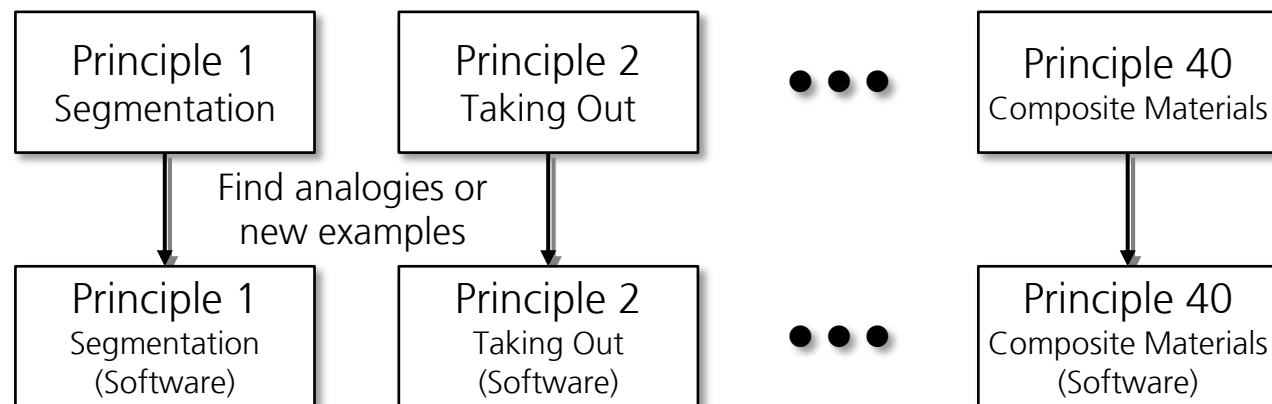 Principle 1
Segmentation
Principle 2
Taking Out
Principle 40
Composite Materials
Find analogies or
new examples
Principle 1
Segmentation
(Software)
Principle 2
Taking Out
(Software)
Principle 40
Composite Materials
(Software)